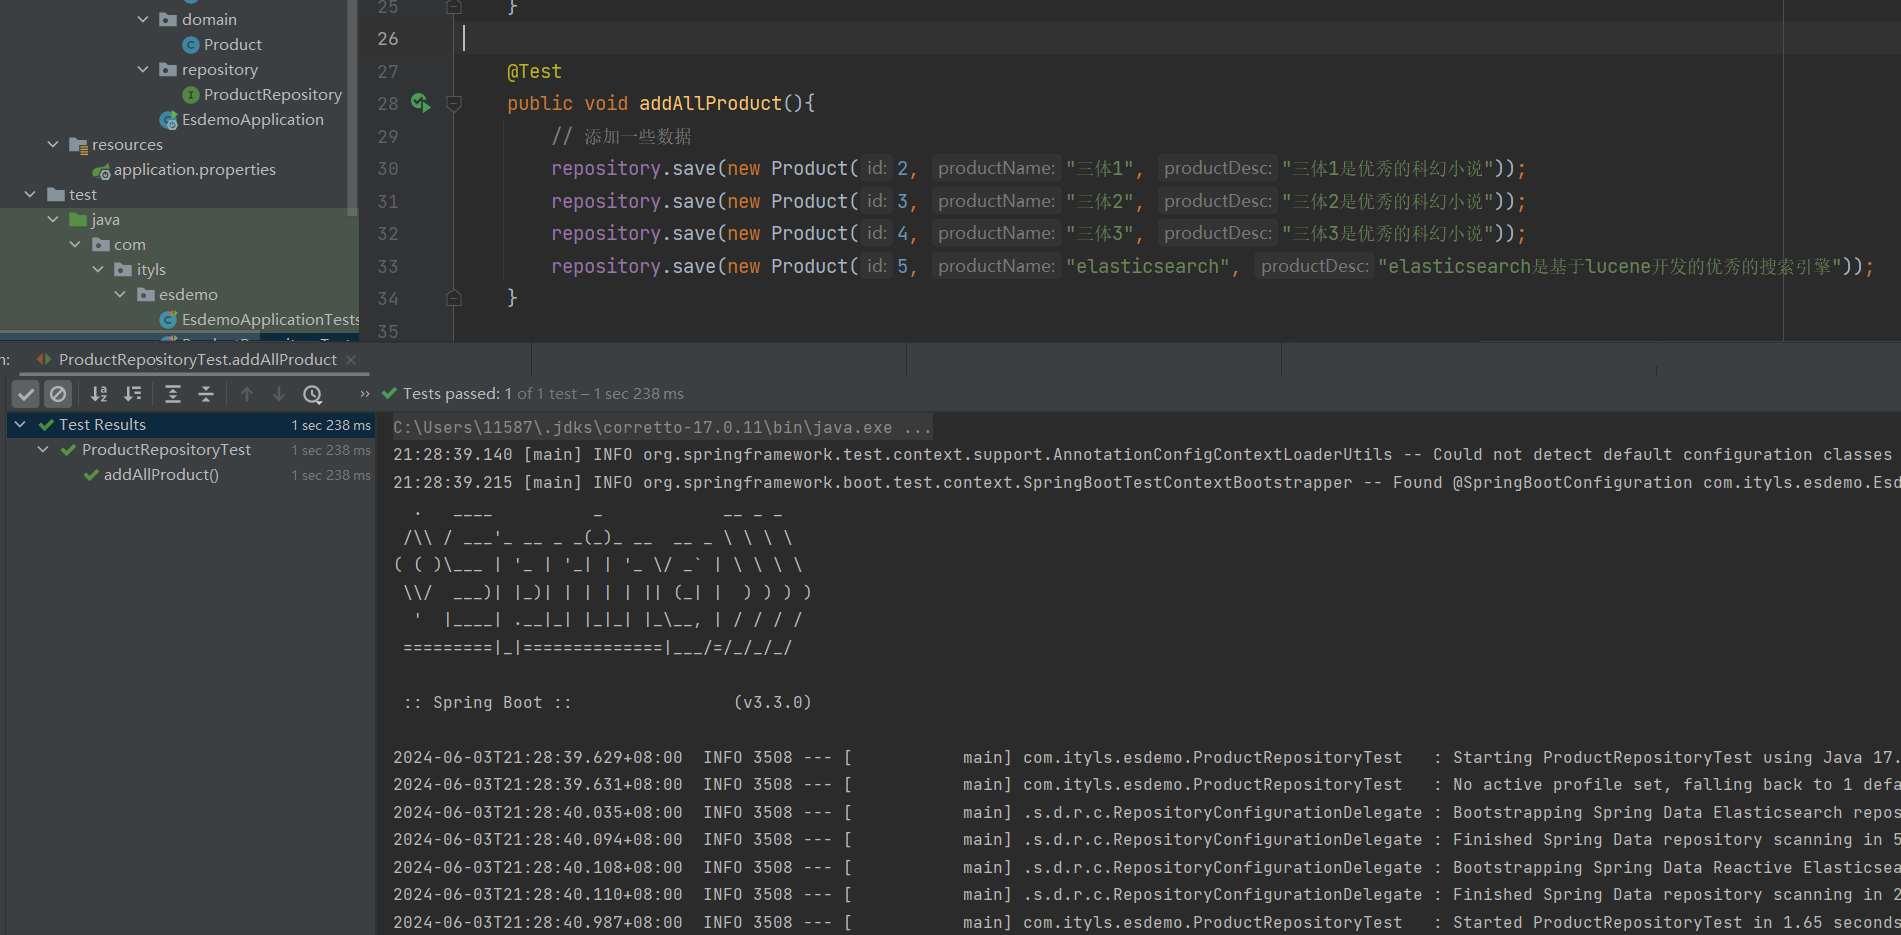 domain
Product
repository
ProductRepository
EsdemoApplication
resources
application.properties
test
java
com
ityls
esdemo
EsdemoApplicationTests
25 }
26
27 @Test
28 public void addAllProduct(){
29 // 添加一些数据
30 repository.save(new Product( id: 2, productName: "三体1", productDesc: "三体1是优秀的科幻小说"));
31 repository.save(new Product( id: 3, productName: "三体2", productDesc: "三体2是优秀的科幻小说"));
32 repository.save(new Product( id: 4, productName: "三体3", productDesc: "三体3是优秀的科幻小说"));
33 repository.save(new Product( id: 5, productName: "elasticsearch", productDesc: "elasticsearch是基于lucene开发的优秀的搜索引擎"));
34 }
35
n: ProductRepositoryTest.addAllProduct
Tests passed: 1 of 1 test – 1 sec 238 ms
Test Results 1 sec 238 ms
ProductRepositoryTest 1 sec 238 ms
addAllProduct() 1 sec 238 ms
C:\Users\11587\.jdks\corretto-17.0.11\bin\java.exe ...
21:28:39.140 [main] INFO org.springframework.test.context.support.AnnotationConfigContextLoaderUtils -- Could not detect default configuration classes
21:28:39.215 [main] INFO org.springframework.boot.test.context.SpringBootTestContextBootstrapper -- Found @SpringBootConfiguration com.ityls.esdemo.Esd
  .   ____          _            __ _ _
 /\\ / ___'_ __ _ _(_)_ __  __ _ \ \ \ \
( ( )\___ | '_ | '_| | '_ \/ _` | \ \ \ \
 \\/  ___)| |_)| | | | | || (_| |  ) ) ) )
  '  |____| .__|_| |_|_| |_\__, | / / / /
 =========|_|==============|___/=/_/_/_/
 :: Spring Boot ::                (v3.3.0)
2024-06-03T21:28:39.629+08:00  INFO 3508 --- [           main] com.ityls.esdemo.ProductRepositoryTest   : Starting ProductRepositoryTest using Java 17.
2024-06-03T21:28:39.631+08:00  INFO 3508 --- [           main] com.ityls.esdemo.ProductRepositoryTest   : No active profile set, falling back to 1 defa
2024-06-03T21:28:40.035+08:00  INFO 3508 --- [           main] .s.d.r.c.RepositoryConfigurationDelegate : Bootstrapping Spring Data Elasticsearch repos
2024-06-03T21:28:40.094+08:00  INFO 3508 --- [           main] .s.d.r.c.RepositoryConfigurationDelegate : Finished Spring Data repository scanning in 5
2024-06-03T21:28:40.108+08:00  INFO 3508 --- [           main] .s.d.r.c.RepositoryConfigurationDelegate : Bootstrapping Spring Data Reactive Elasticsea
2024-06-03T21:28:40.110+08:00  INFO 3508 --- [           main] .s.d.r.c.RepositoryConfigurationDelegate : Finished Spring Data repository scanning in 2
2024-06-03T21:28:40.987+08:00  INFO 3508 --- [           main] com.ityls.esdemo.ProductRepositoryTest   : Started ProductRepositoryTest in 1.65 seconds